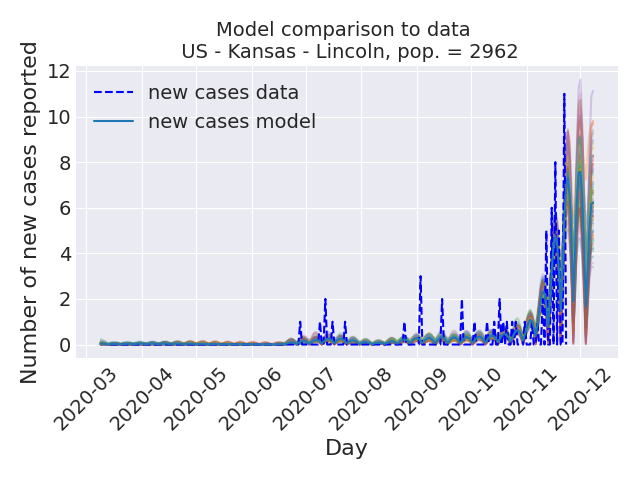 Model comparison to data
US - Kansas - Lincoln, pop. = 2962
Number of new cases reported
12
10
8
6
4
2
0
new cases data
new cases model
2020-03
2020-04
2020-05
2020-06
2020-07
2020-08
2020-09
2020-10
2020-11
2020-12
Day